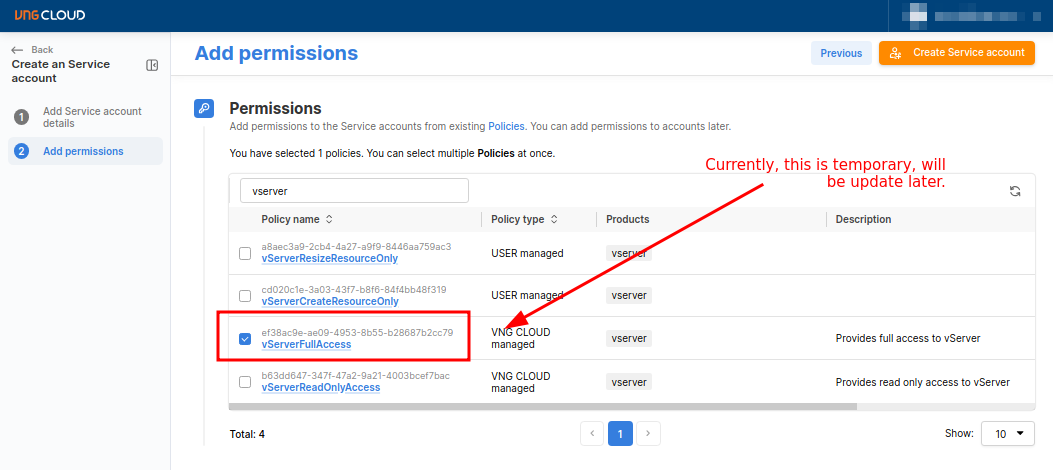 VNG CLOUD
Back
Create an Service
account
1 Add Service account
details
2 Add permissions
Add permissions
Previous
Create Service account
Permissions
Add permissions to the Service accounts from existing Policies. You can add permissions to accounts later.
You have selected 1 policies. You can select multiple Policies at once.
Currently, this is temporary, will
be update later.
vserver
Policy name Policy type Products Description
a8aec3a9-2cb4-4a27-a9f9-8446aa759ac3
vServerResizeResourceOnly USER managed vserver
cd020c1e-3a03-43f7-b8f6-84f4bb48f319
vServerCreateResourceOnly USER managed vserver
ef38ac9e-ae09-4953-8b55-b28687b2cc79
vServerFullAccess VNG CLOUD
managed vserver Provides full access to vServer
b63dd647-347f-47a2-9a21-4003bcef7bac
vServerReadOnlyAccess VNG CLOUD
managed vserver Provides read only access to vServer
Total: 4 1 Show: 10